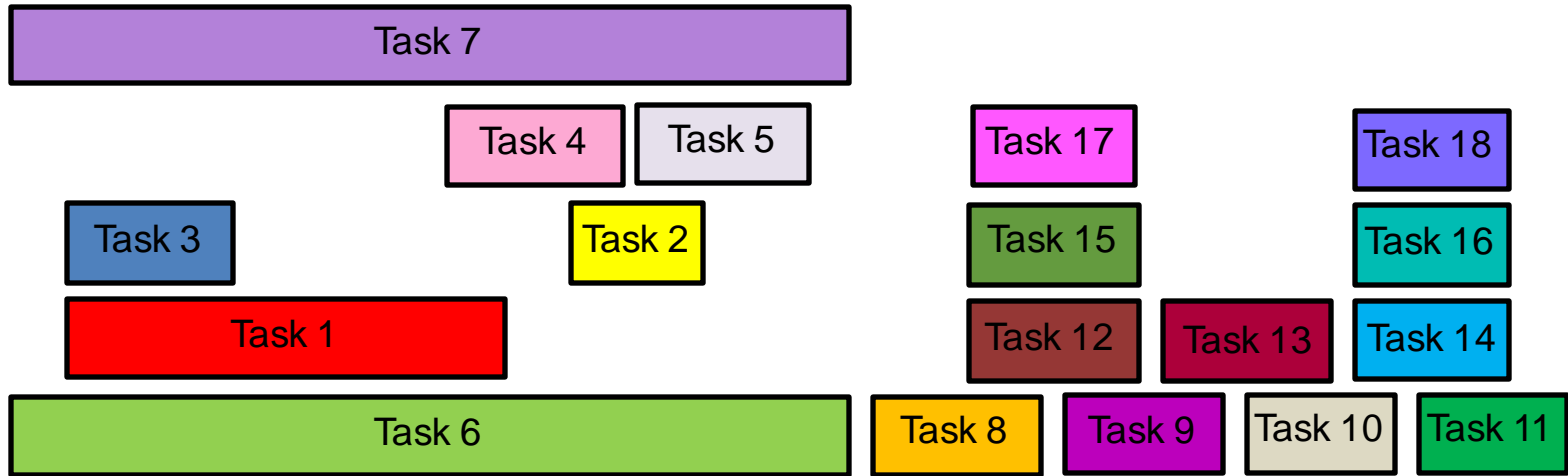 Task 7
Task 4
Task 5
Task 17
Task 18
Task 3
Task 2
Task 15
Task 16
Task 1
Task 12
Task 13
Task 14
Task 6
Task 8
Task 9
Task 10
Task 11